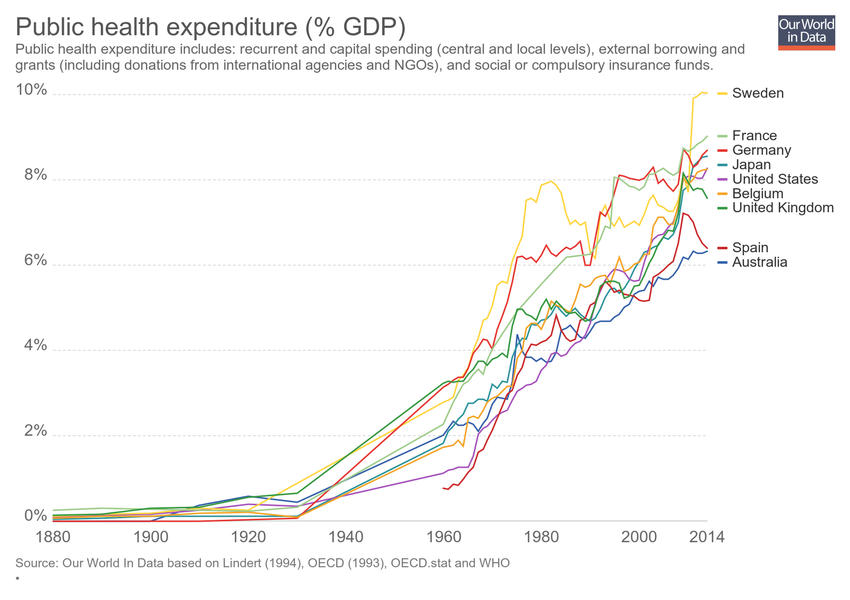 Public health expenditure (% GDP)
Our World
in Data
Public health expenditure includes: recurrent and capital spending (central and local levels), external borrowing and
grants (including donations from international agencies and NGOs), and social or compulsory insurance funds.
10%
8%
6%
4%
2%
0%
1880
1900
1920
1940
1960
1980
2000
2014
Sweden
France
Germany
Japan
United States
Belgium
United Kingdom
Spain
Australia
Source: Our World In Data based on Lindert (1994), OECD (1993), OECD.stat and WHO
•